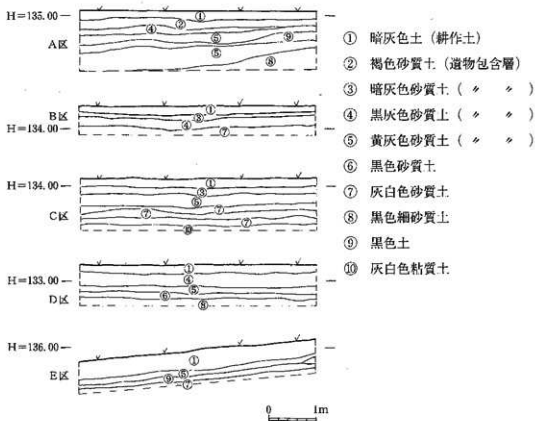 H=135.00
A区
① ② ④ ⑨ ⑤ ⑤ ⑧
B区
H=134.00
① ③ ④ ⑦
H=134.00
C区
① ③ ⑤ ⑦ ⑦ ⑦ ⑩
H=133.00
D区
① ④ ⑤ ⑥ ⑧
H=136.00
E区
① ⑨ ⑦
0 1m
① 暗灰色土（耕作土）
② 褐色砂質土（遺物包含層）
③ 暗灰色砂質土（ 〃 〃 ）
④ 黒灰色砂質土（ 〃 〃 ）
⑤ 黄灰色砂質土（ 〃 〃 ）
⑥ 黒色砂質土
⑦ 灰白色砂質土
⑧ 黒色細砂質土
⑨ 黒色土
⑩ 灰白色粘質土